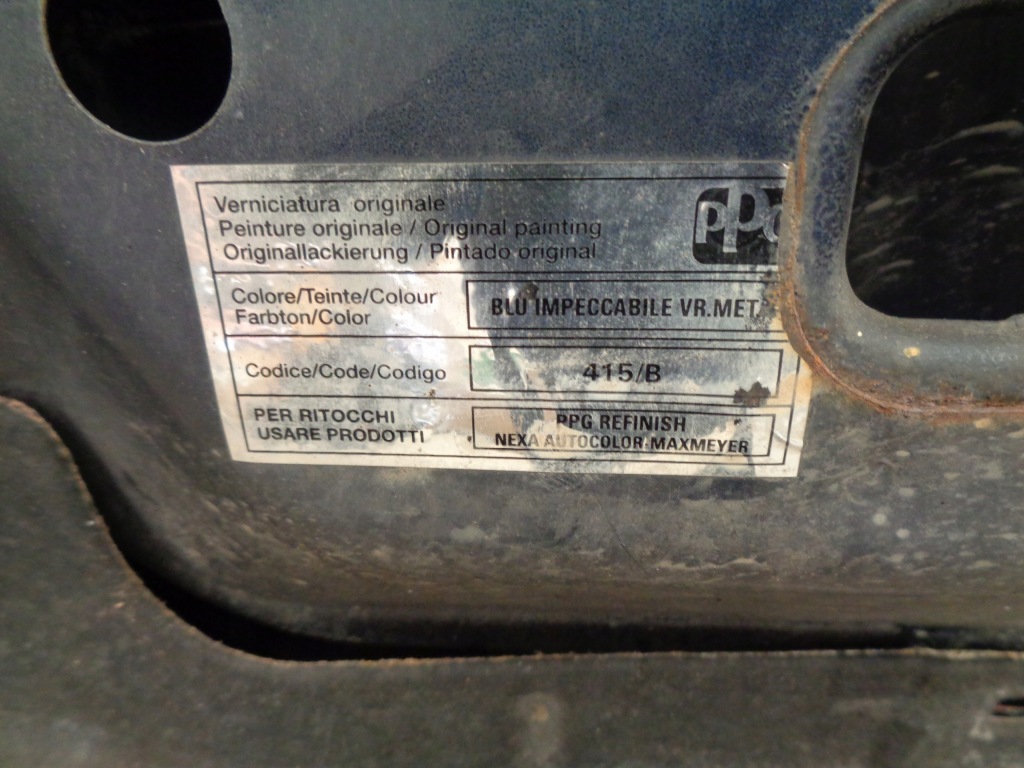 Verniciatura originale
Peinture originale / Original painting
Originallackierung / Pintado original
ppg
Colore/Teinte/Colour
Farbton/Color
BLU IMPECCABILE VR.MET.
Codice/Code/Codigo
415/B
PER RITOCCHI
USARE PRODOTTI
PPG REFINISH
NEXA AUTOCOLOR-MAXMEYER